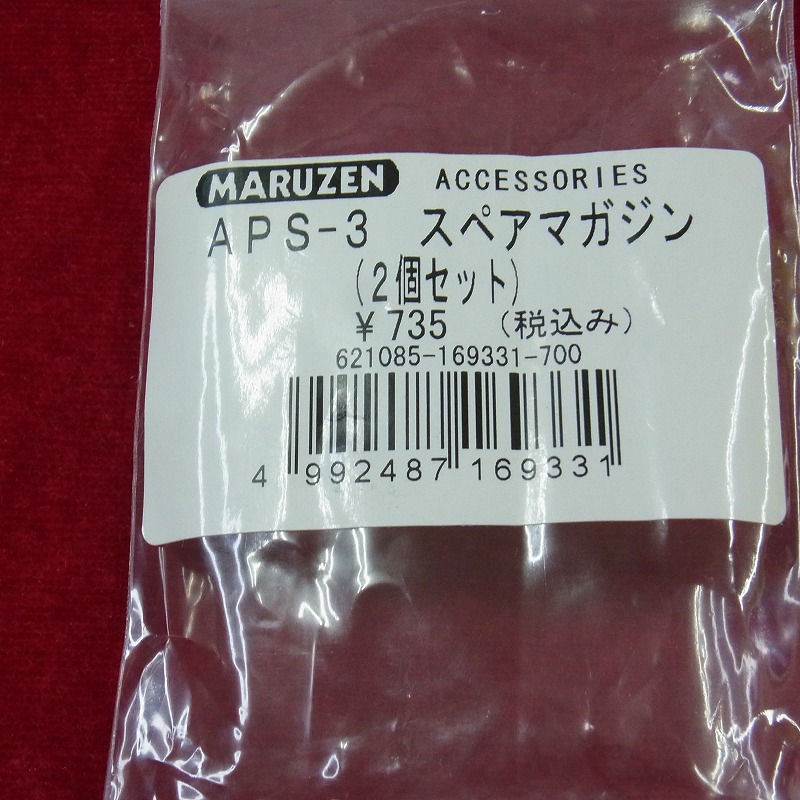 MARUZEN ACCESSORIES
APS-3 スペアマガジン
(2個セット)
¥735 (税込み)
621085-169331-700
4 992487 169331